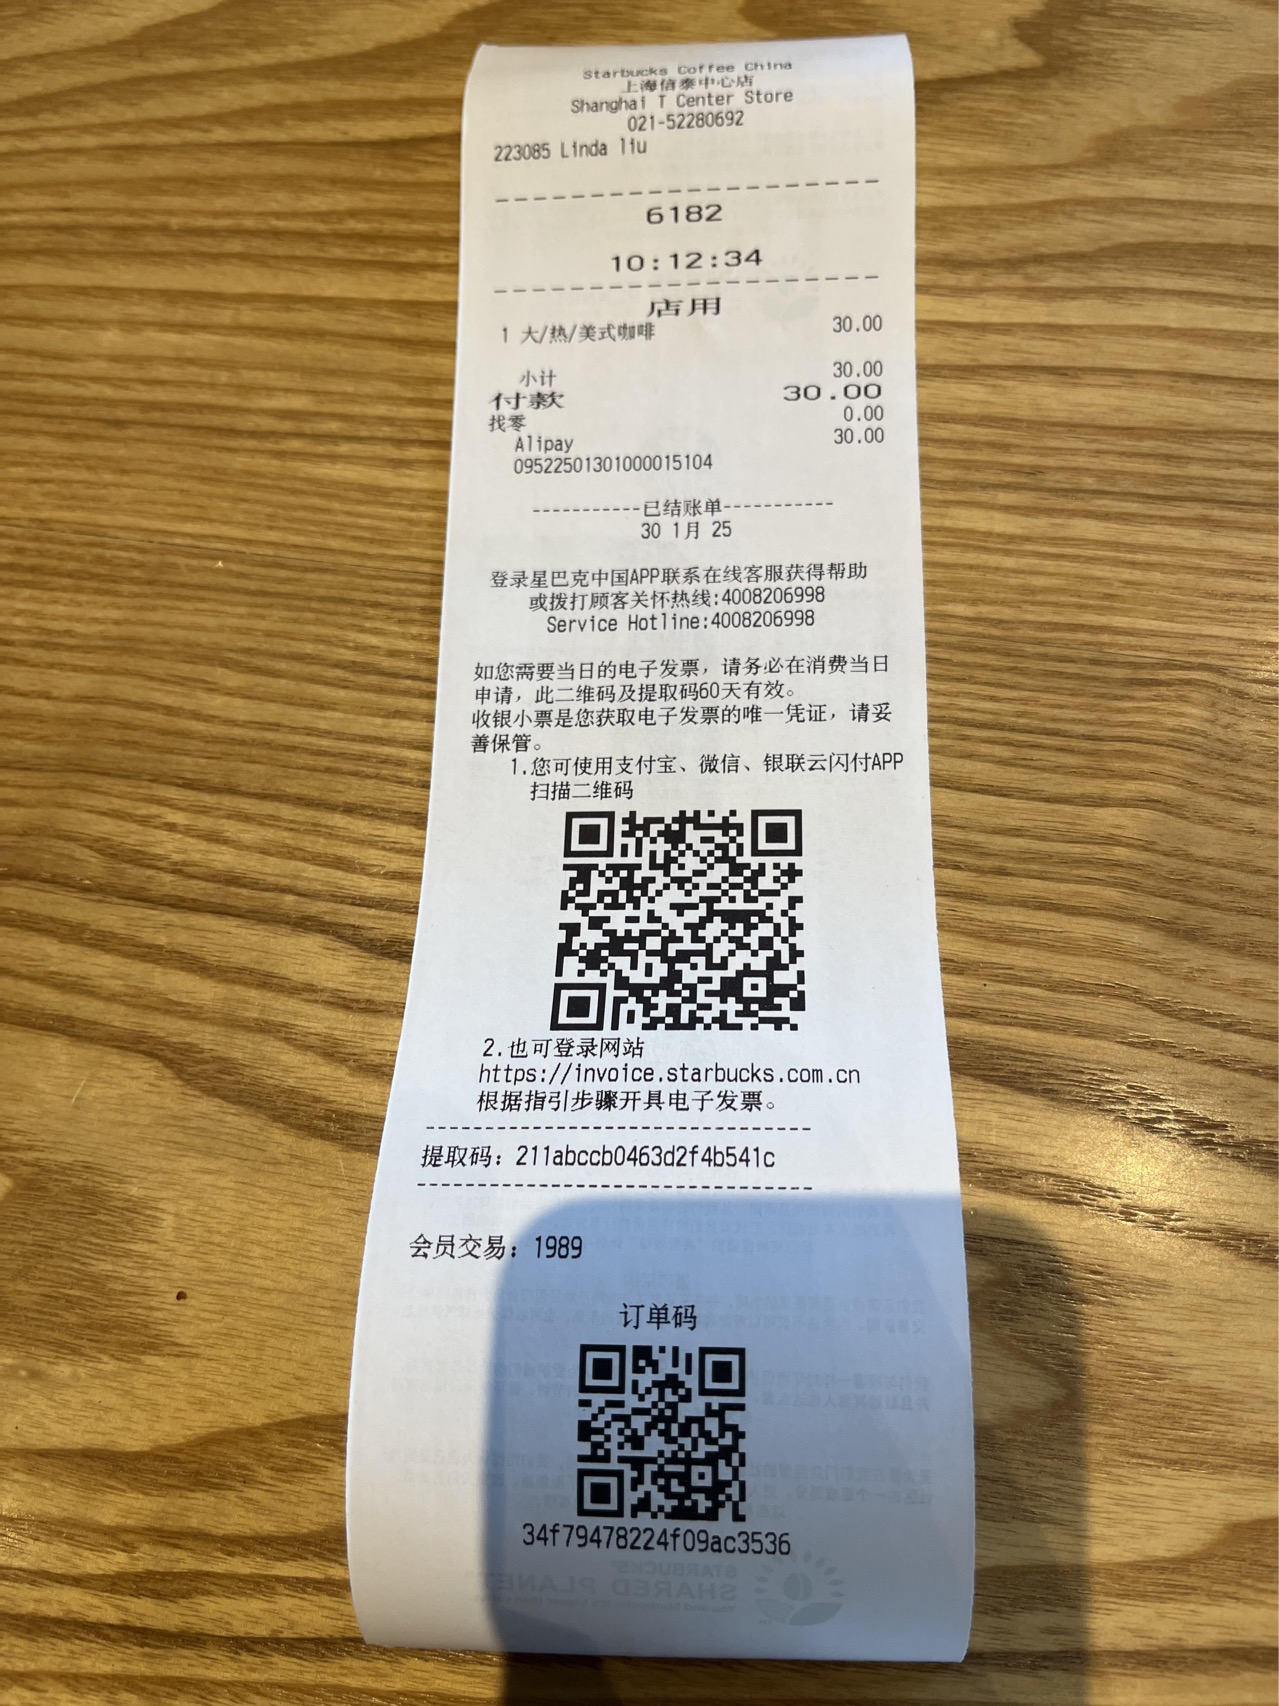 Starbucks Coffee China
上海信泰中心店
Shanghai T Center Store
021-52280692
223085 Linda liu
6182
10:12:34
店用
1 大/热/美式咖啡 30.00
小计 30.00
付款 30.00
找零 0.00
Alipay 30.00
09522501301000015104
-----------已结账单-----------
30 1月 25
登录星巴克中国APP联系在线客服获得帮助
或拨打顾客关怀热线:4008206998
Service Hotline:4008206998
如您需要当日的电子发票，请务必在消费当日
申请，此二维码及提取码60天有效。
收银小票是您获取电子发票的唯一凭证，请妥
善保管。
1.您可使用支付宝、微信、银联云闪付APP
扫描二维码
2.也可登录网站
https://invoice.starbucks.com.cn
根据指引步骤开具电子发票。
提取码：211abccb0463d2f4b541c
会员交易：1989
订单码
34f79478224f09ac3536
STARBUCKS
SHARED PLANET